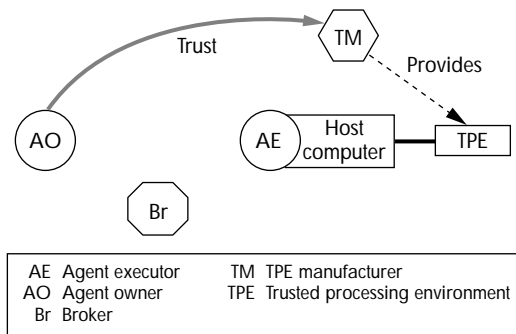 Trust
TM
Provides
AO
AE
Host
computer
TPE
Br
AE Agent executor
TM TPE manufacturer
AO Agent owner
TPE Trusted processing environment
Br Broker